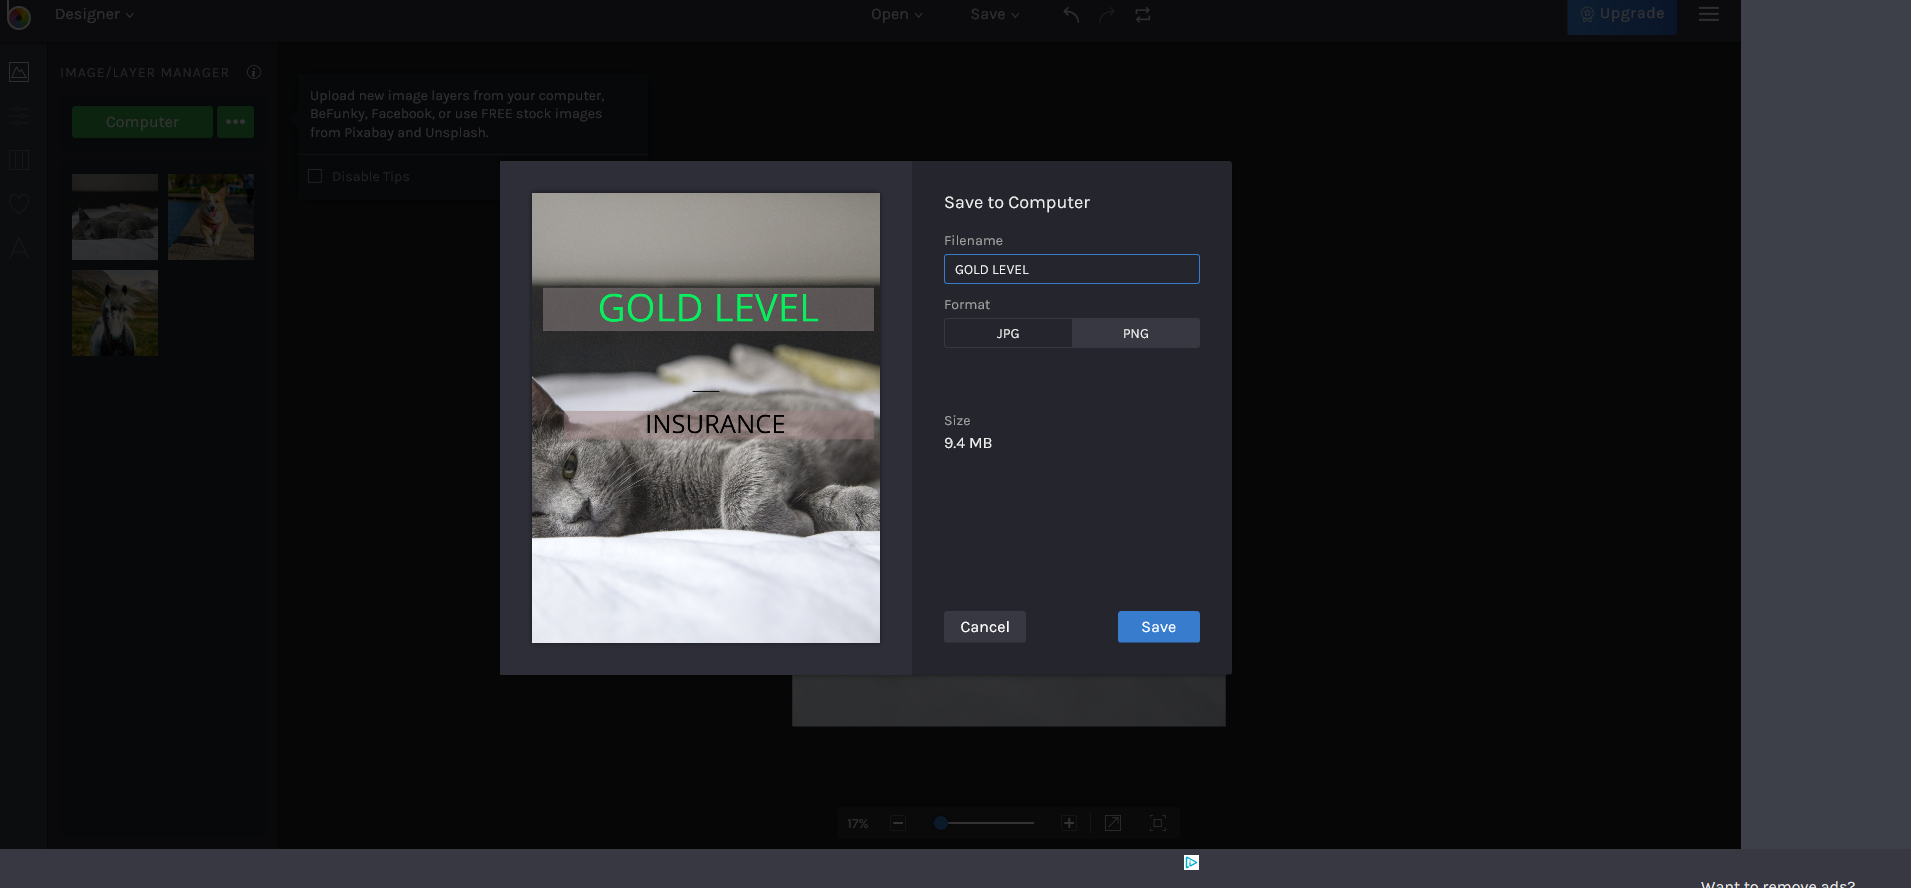 Designer
Open
Save
Upgrade
IMAGE/LAYER MANAGER
Computer
Upload new image layers from your computer,
BeFunky, Facebook, or use FREE stock images
from Pixabay and Unsplash.
Disable Tips
GOLD LEVEL
INSURANCE
Save to Computer
Filename
GOLD LEVEL
Format
JPG PNG
Size
9.4 MB
Cancel Save
17%
Want to remove ads?